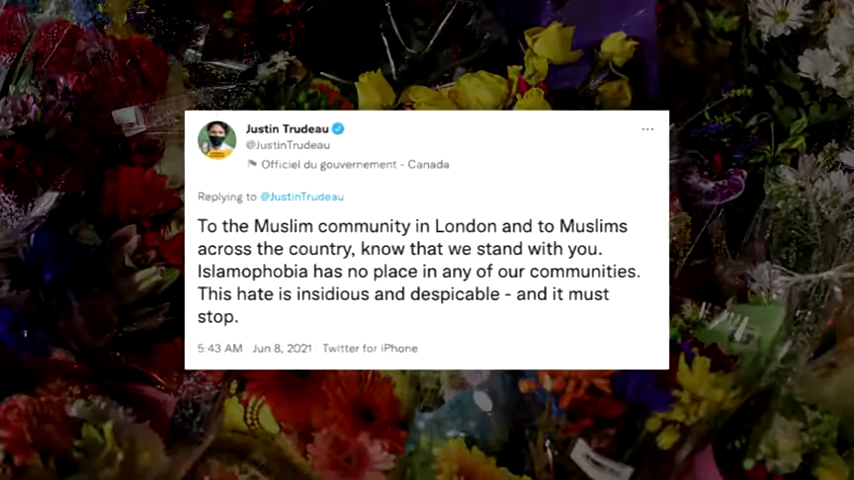 Justin Trudeau
@JustinTrudeau
Officiel du gouvernement - Canada
Replying to @JustinTrudeau
To the Muslim community in London and to Muslims
across the country, know that we stand with you.
Islamophobia has no place in any of our communities.
This hate is insidious and despicable - and it must
stop.
5:43 AM · Jun 8, 2021 · Twitter for iPhone